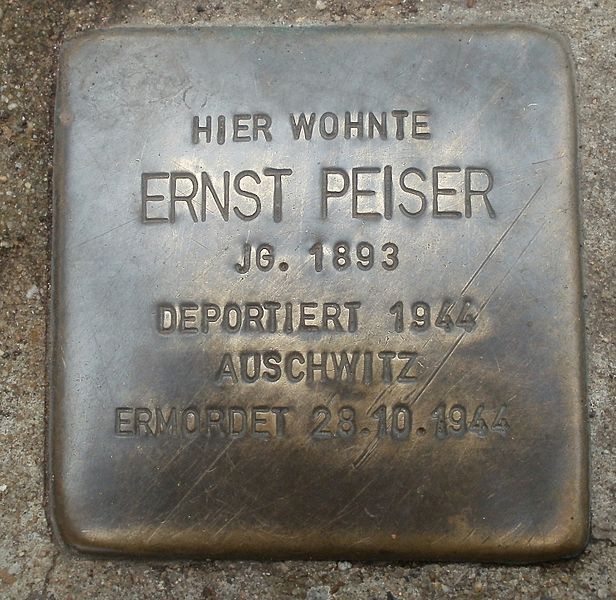 HIER WOHNTE
ERNST PEISER
JG. 1893
DEPORTIERT 1944
AUSCHWITZ
ERMORDET 28.10.1944